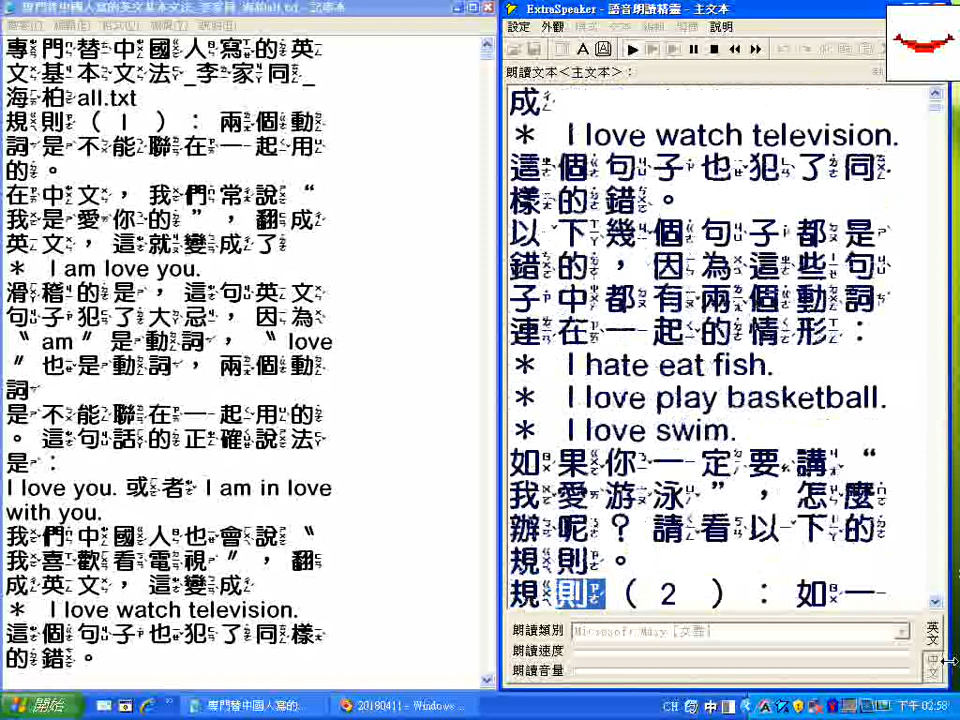 專門替中國人寫的英文基本文法_李家同_海柏all.txt - 記事本
專門替中國人寫的英
文基本文法_李家同_
海柏all.txt
規則（1）：兩個動
詞是不能聯在一起用
的。
在中文，我們常說“
我是愛你的”，翻成
英文，這就變成了
＊ I am love you.
滑稽的是，這句英文
句子犯了大忌，因為
〝am〞是動詞，〝love
〞也是動詞，兩個動
詞
是不能聯在一起用的
。這句話的正確說法
是：
I love you. 或者 I am in love
with you.
我們中國人也會說〝
我喜歡看電視〞，翻
成英文，這變成
＊ I love watch television.
這個句子也犯了同樣
的錯。
ExtraSpeaker - 語音朗讀精靈 - 主文本
設定 外觀 說明
朗讀文本<主文本>：
成
＊ I love watch television.
這個句子也犯了同
樣的錯。
以下幾個句子都是
錯的，因為這些句
子中都有兩個動詞
連在一起的情形：
＊ I hate eat fish.
＊ I love play basketball.
＊ I love swim.
如果你一定要講“
我愛游泳”，怎麼
辦呢？請看以下的
規則。
規則（2）：如一
朗讀類別
朗讀速度
朗讀音量
英文
中文
開始
專門替中國人寫的...
20180411 - Windows ...
CH
中
下午 02:58